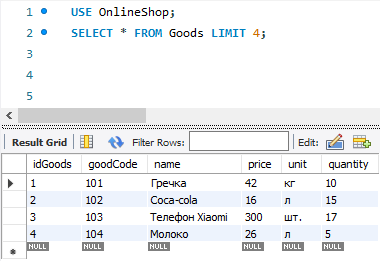 1 USE OnlineShop;
2 SELECT * FROM Goods LIMIT 4;
3
4
5
Result Grid Filter Rows: Edit:
idGoods goodCode name price unit quantity
1 101 Гречка 42 кг 10
2 102 Coca-cola 16 л 15
3 103 Телефон Xiaomi 300 шт. 17
4 104 Молоко 26 л 5
NULL NULL NULL NULL NULL NULL